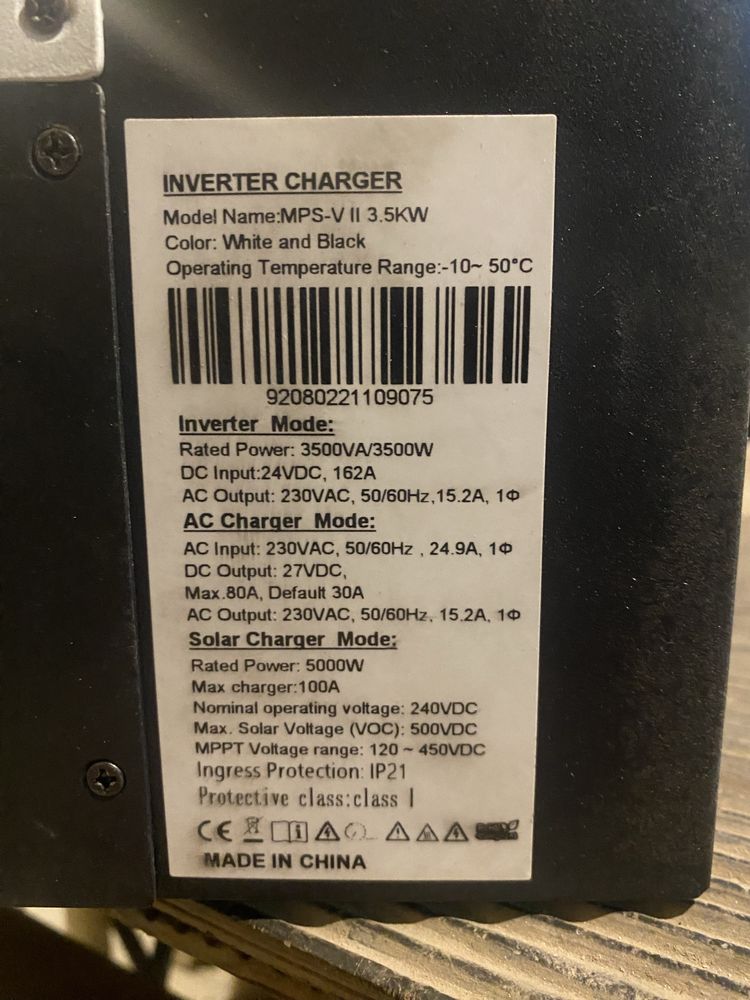 INVERTER CHARGER
Model Name:MPS-V II 3.5KW
Color: White and Black
Operating Temperature Range:-10~ 50°C
92080221109075
Inverter Mode:
Rated Power: 3500VA/3500W
DC Input:24VDC, 162A
AC Output: 230VAC, 50/60Hz,15.2A, 1Φ
AC Charger Mode:
AC Input: 230VAC, 50/60Hz , 24.9A, 1Φ
DC Output: 27VDC,
Max.80A, Default 30A
AC Output: 230VAC, 50/60Hz, 15.2A, 1Φ
Solar Charger Mode:
Rated Power: 5000W
Max charger:100A
Nominal operating voltage: 240VDC
Max. Solar Voltage (VOC): 500VDC
MPPT Voltage range: 120 ~ 450VDC
Ingress Protection: IP21
Protective class:class I
CE
MADE IN CHINA